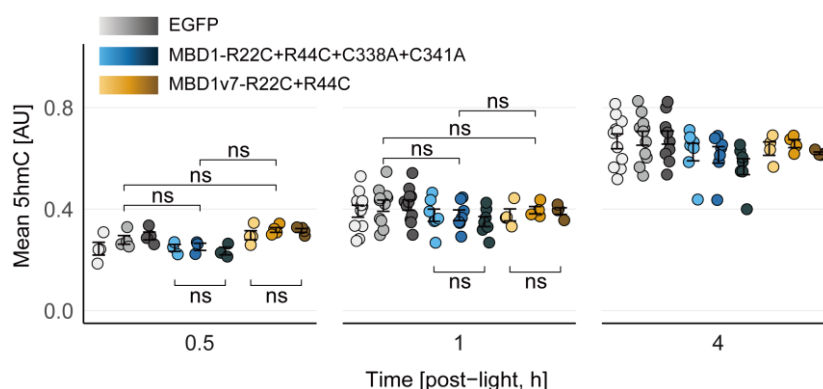 EGFP
MBD1-R22C+R44C+C338A+C341A
MBD1v7-R22C+R44C
Mean 5hmC [AU]
0.8
0.4
0.0
ns
ns
ns
ns
ns
ns
ns
ns
ns
ns
0.5
1
4
Time [post−light, h]